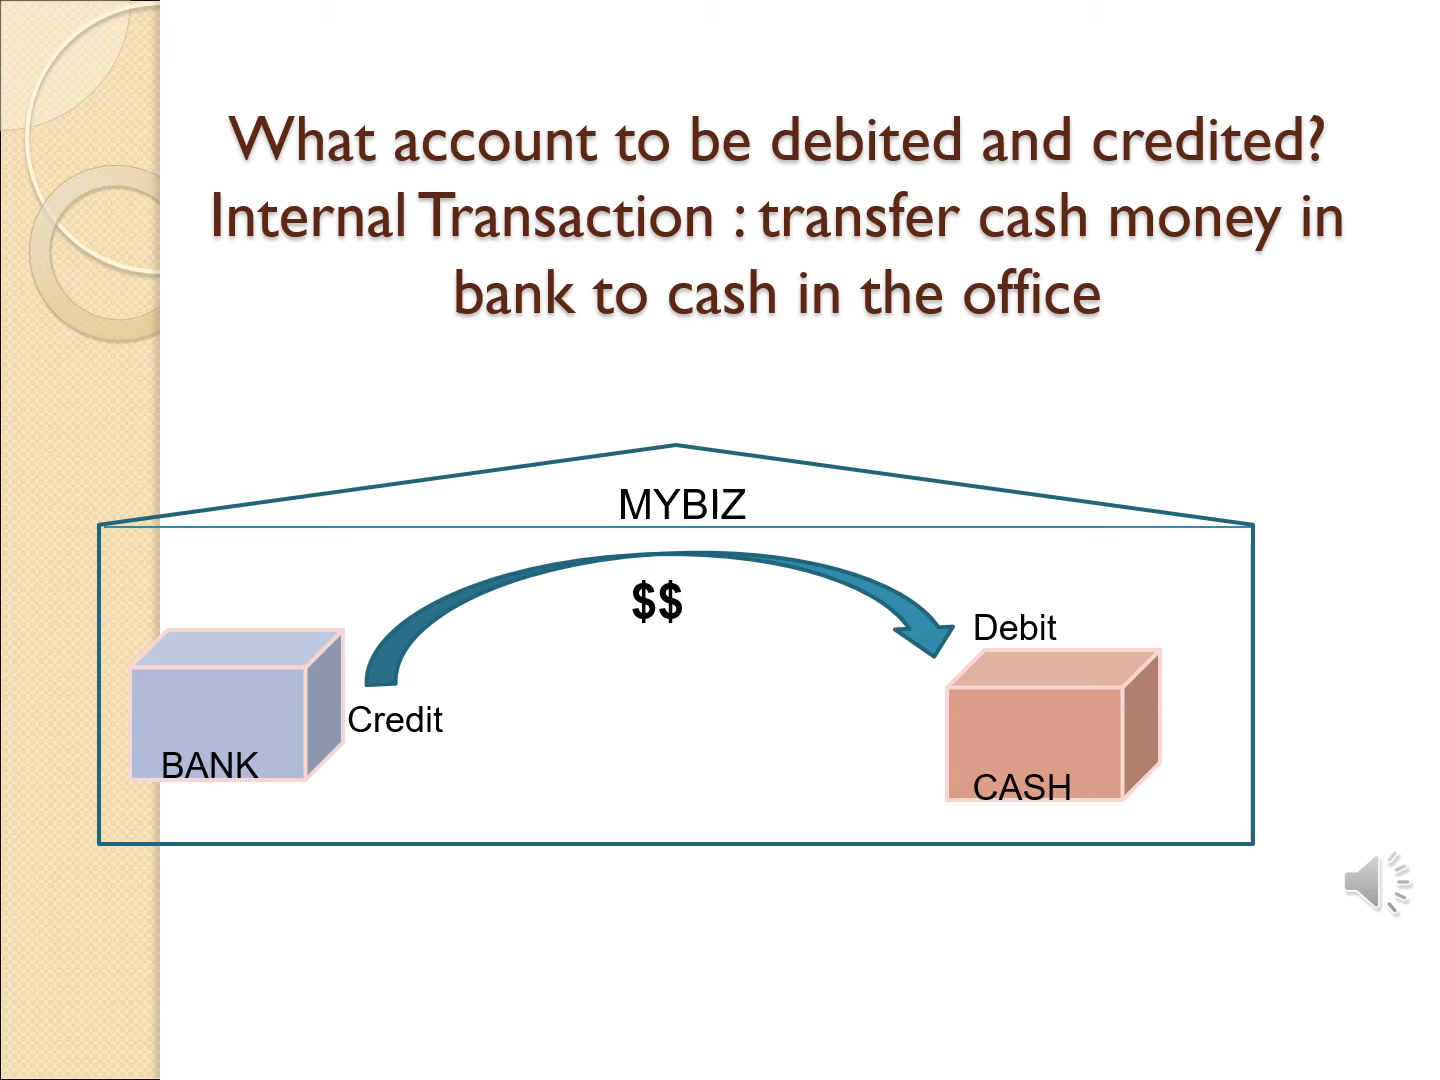 What account to be debited and credited?
Internal Transaction : transfer cash money in
bank to cash in the office
MYBIZ
$$
Debit
Credit
BANK
CASH